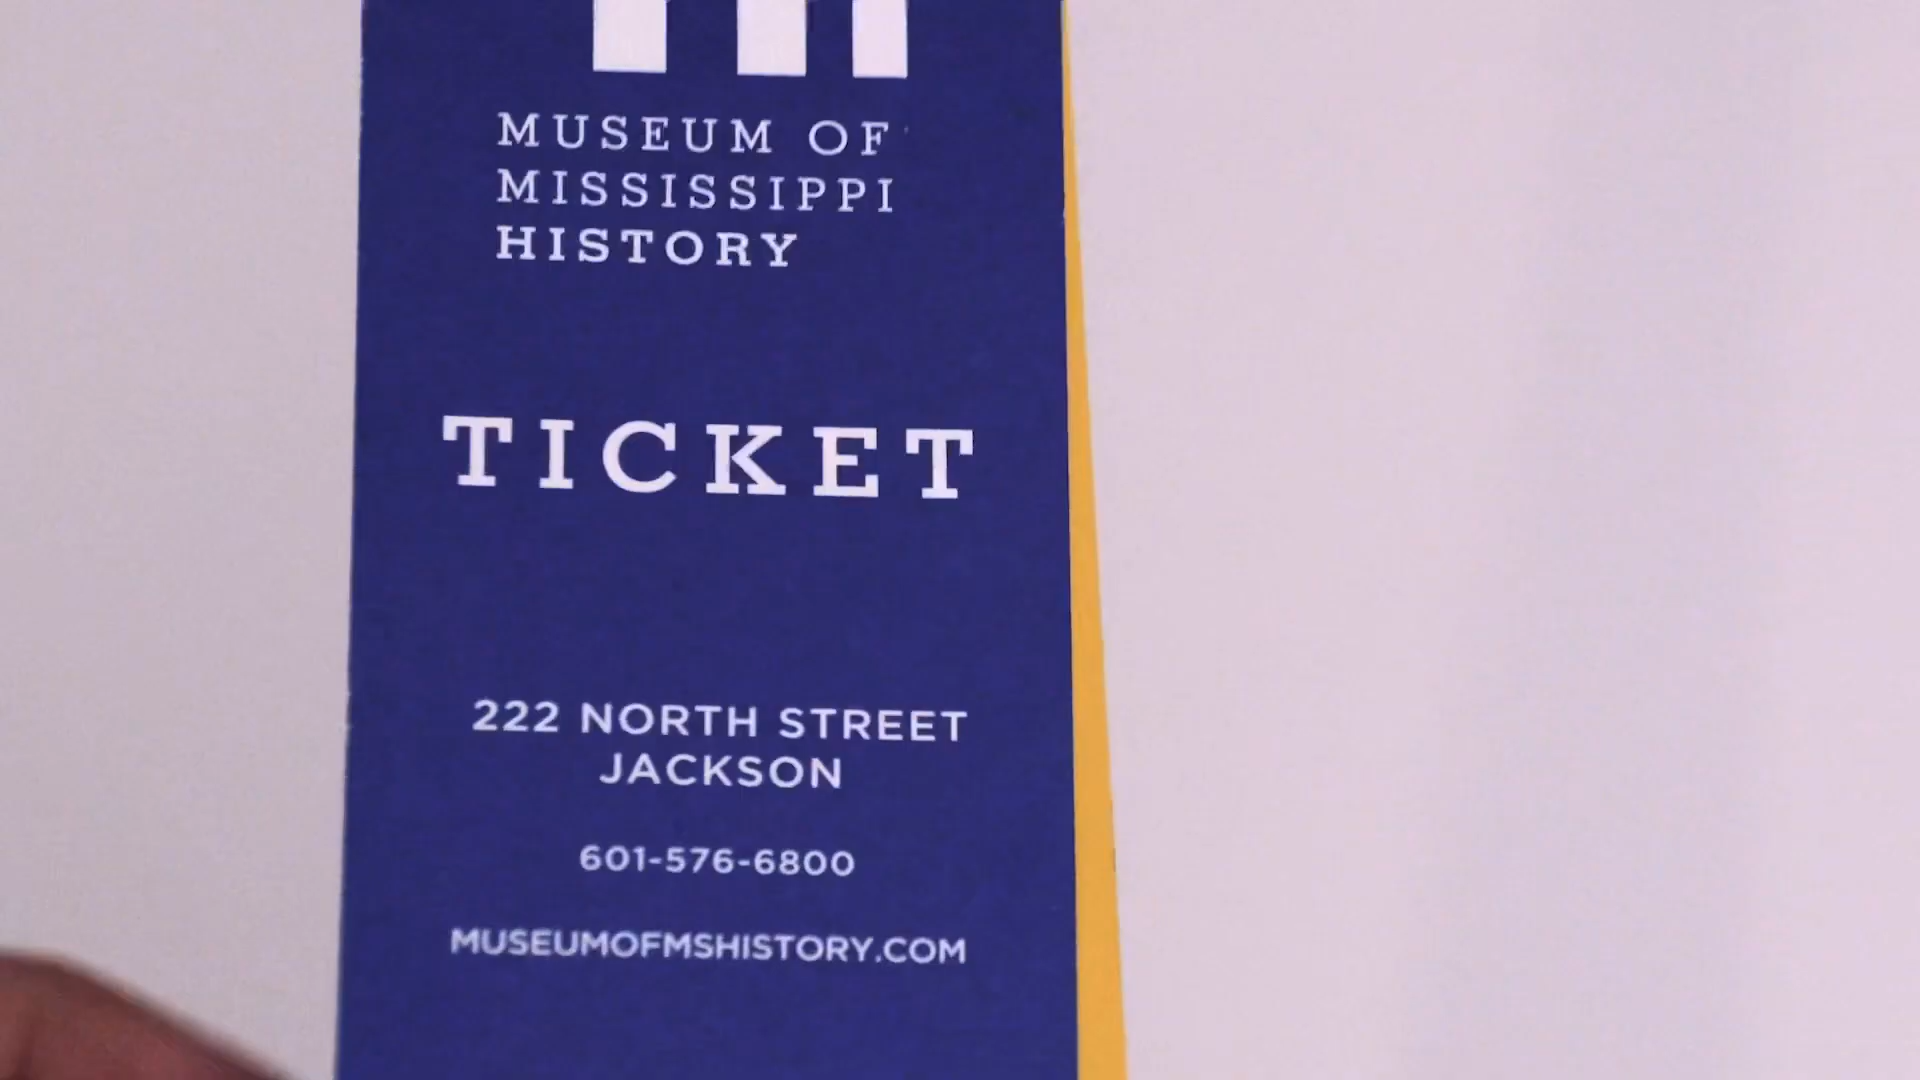 MUSEUM OF
MISSISSIPPI
HISTORY
TICKET
222 NORTH STREET
JACKSON
601-576-6800
MUSEUMOFMSHISTORY.COM